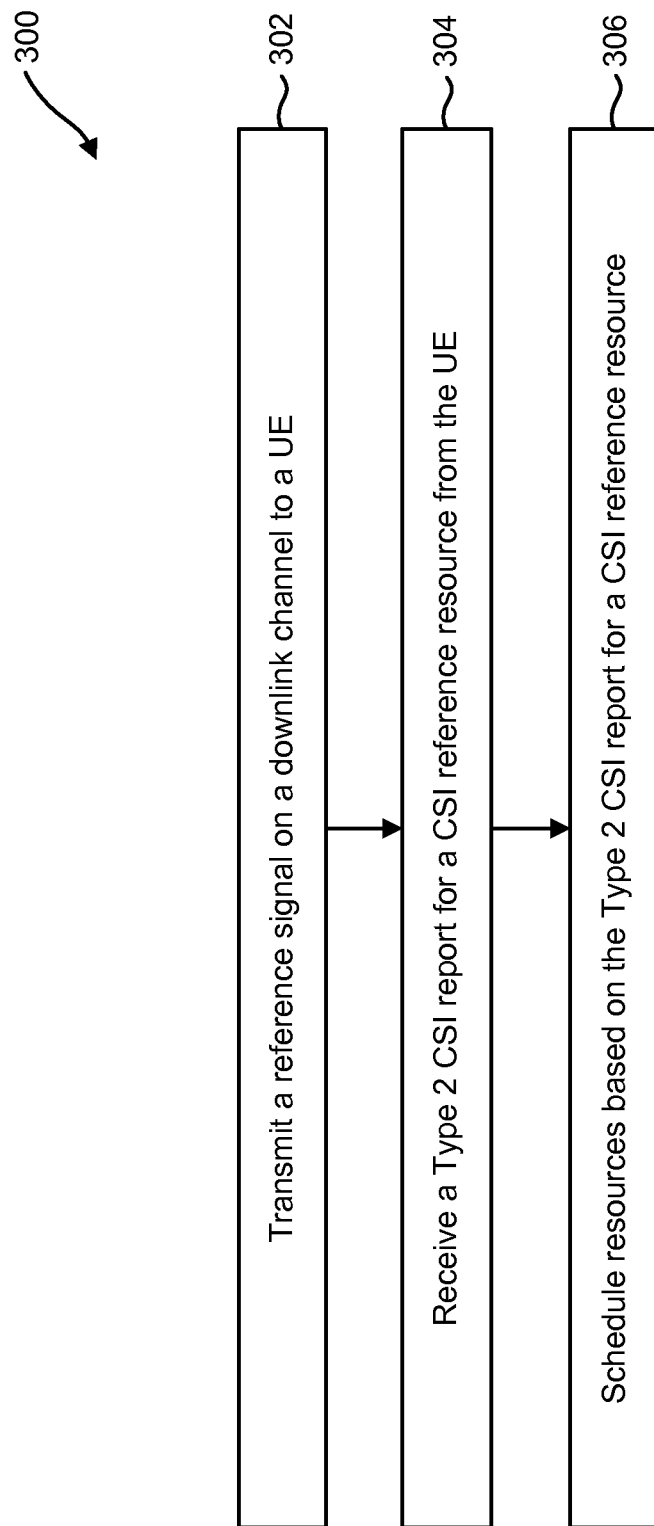 300
Transmit a reference signal on a downlink channel to a UE
302
Receive a Type 2 CSI report for a CSI reference resource from the UE
304
Schedule resources based on the Type 2 CSI report for a CSI reference resource
306